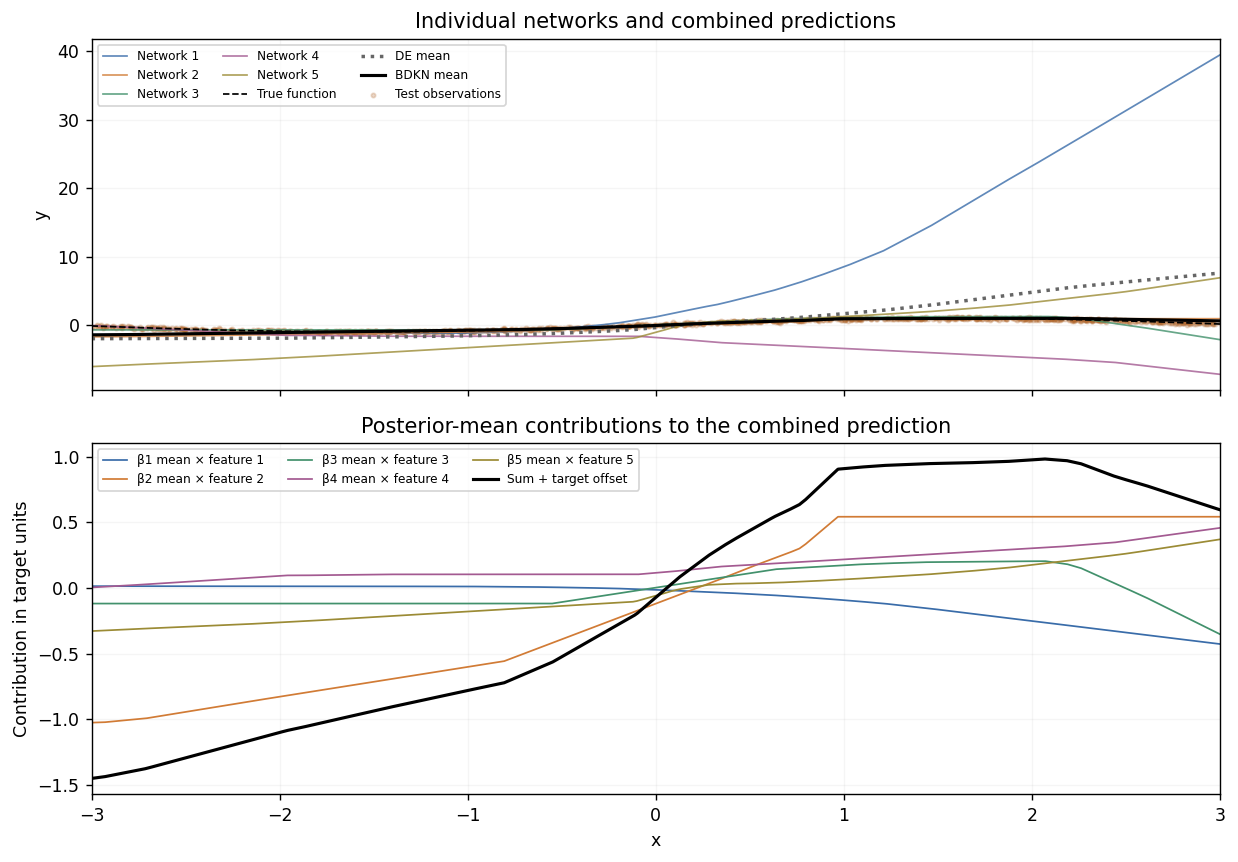 Individual networks and combined predictions
Network 1
Network 2
Network 3
Network 4
Network 5
True function
DE mean
BDKN mean
Test observations
40
30
20
10
0
y
Posterior-mean contributions to the combined prediction
β1 mean × feature 1
β2 mean × feature 2
β3 mean × feature 3
β4 mean × feature 4
β5 mean × feature 5
Sum + target offset
1.0
0.5
0.0
−0.5
−1.0
−1.5
Contribution in target units
−3
−2
−1
0
1
2
3
x